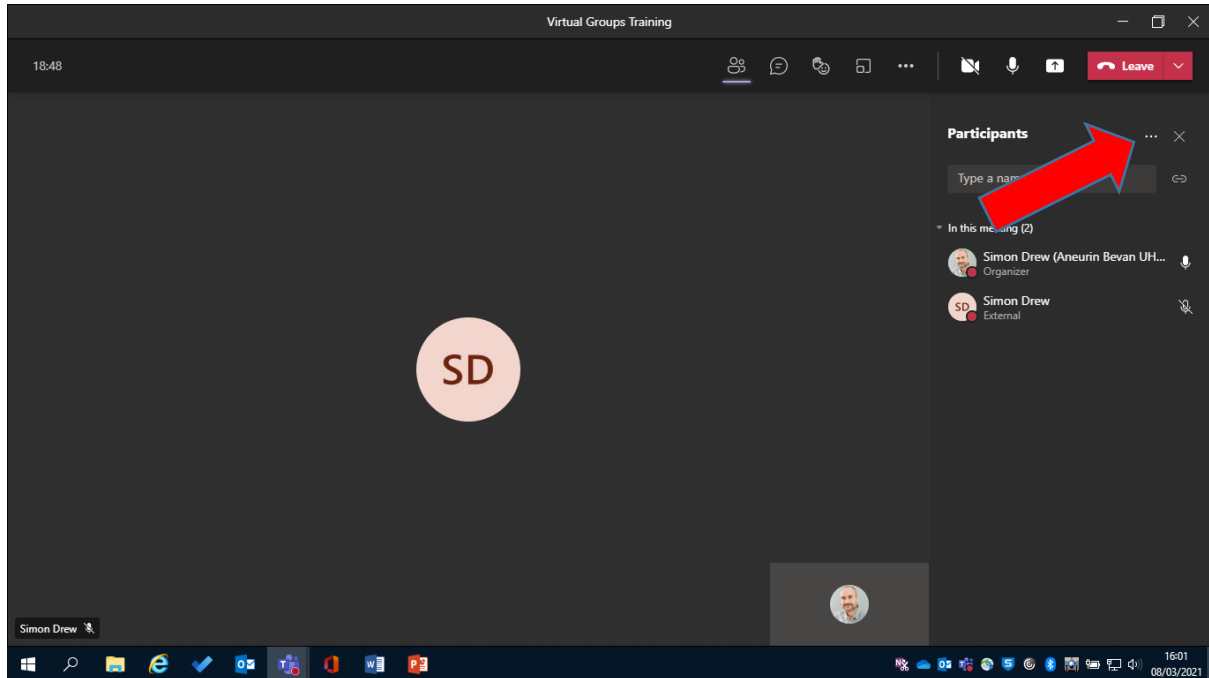 Virtual Groups Training
18:48
Leave
Participants
Type a nam
In this meeting (2)
Simon Drew (Aneurin Bevan UH...
Organizer
SD
Simon Drew
External
SD
Simon Drew
16:01
08/03/2021